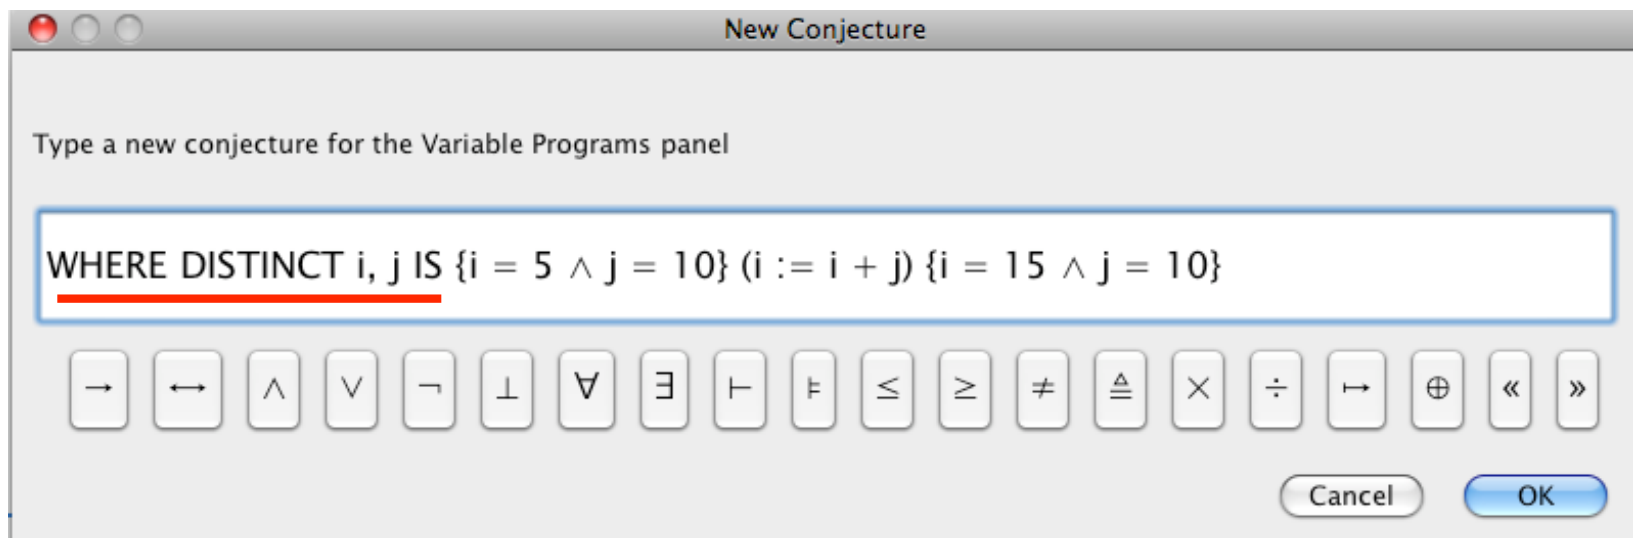 New Conjecture
Type a new conjecture for the Variable Programs panel
WHERE DISTINCT i, j IS {i = 5 ∧ j = 10} (i := i + j) {i = 15 ∧ j = 10}
→ ↔ ∧ ∨ ¬ ⊥ ∀ ∃ ⊢ ⊧ ≤ ≥ ≠ ≜ × ÷ ↦ ⊕ « »
Cancel OK